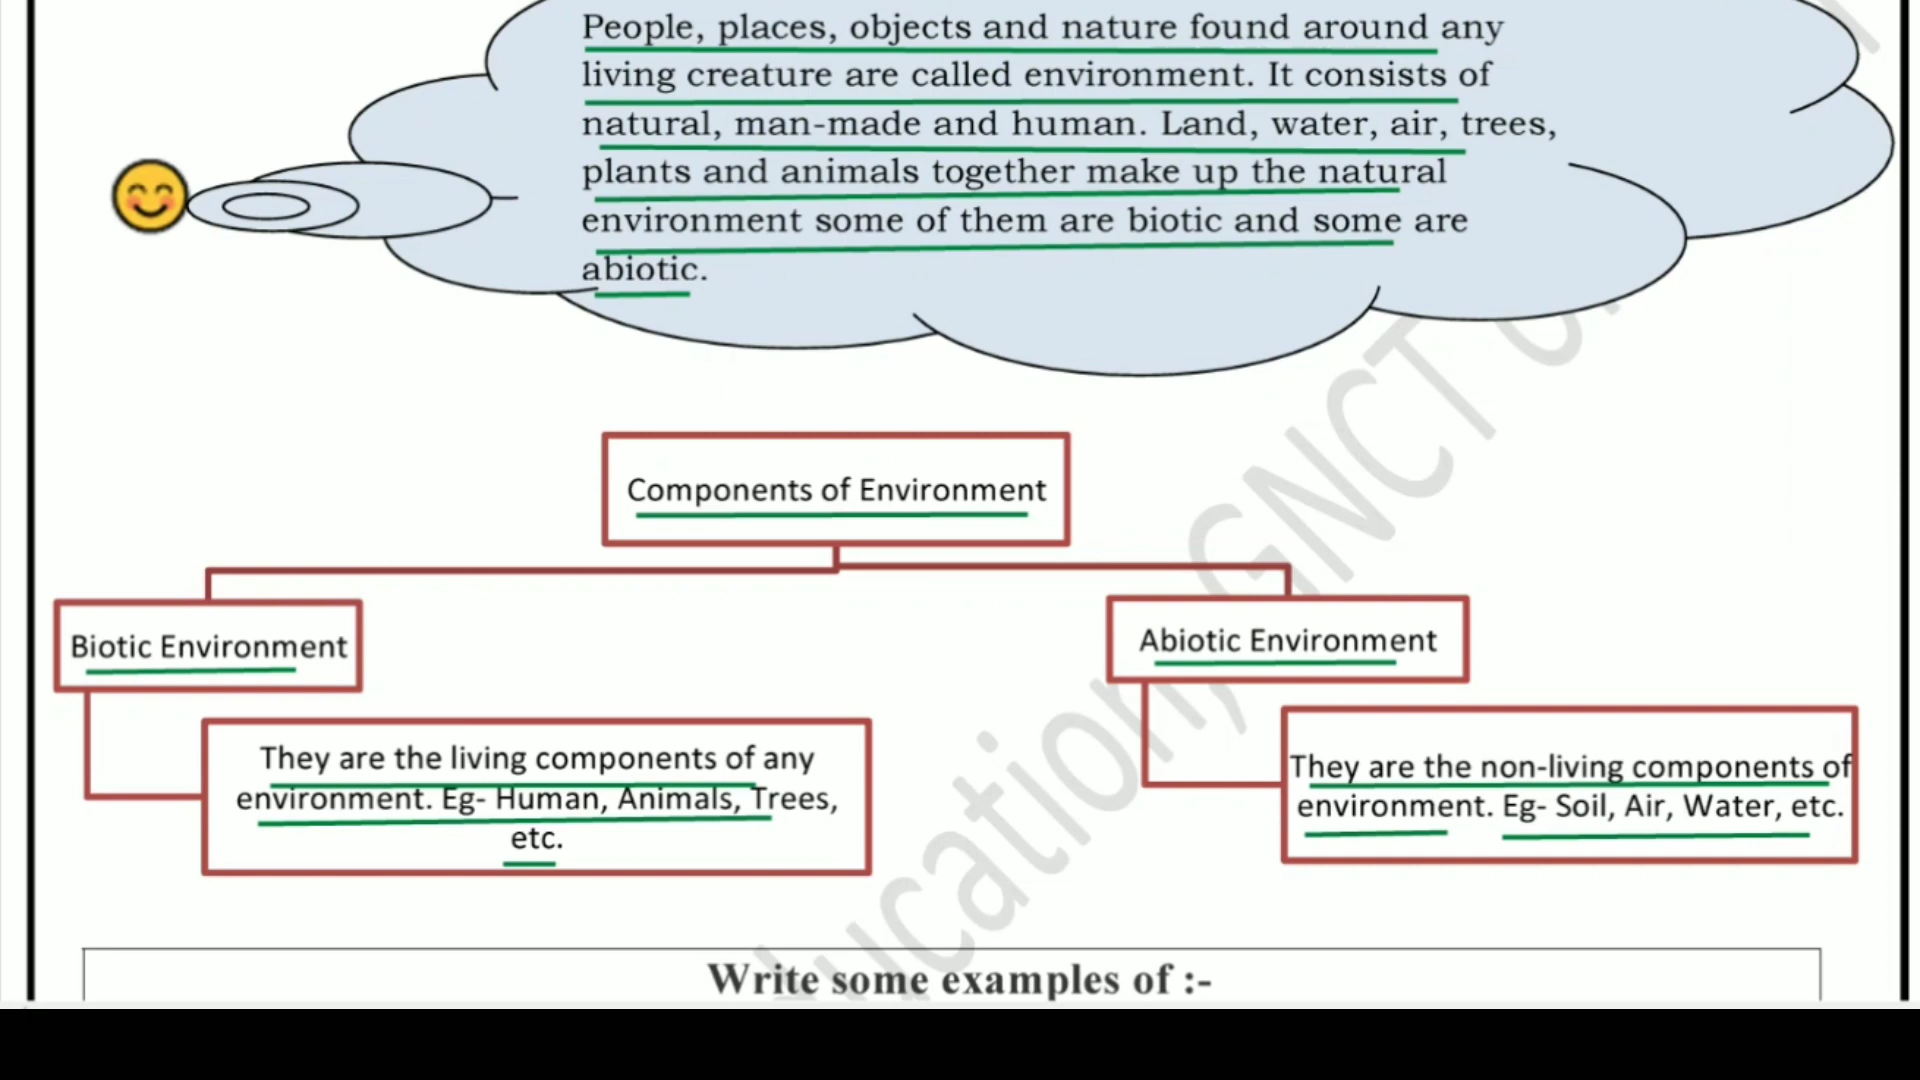 People, places, objects and nature found around any
living creature are called environment. It consists of
natural, man-made and human. Land, water, air, trees,
plants and animals together make up the natural
environment some of them are biotic and some are
abiotic.
Components of Environment
Biotic Environment
Abiotic Environment
They are the living components of any
environment. Eg- Human, Animals, Trees,
etc.
They are the non-living components of
environment. Eg- Soil, Air, Water, etc.
Write some examples of :-
ucation, GNCT